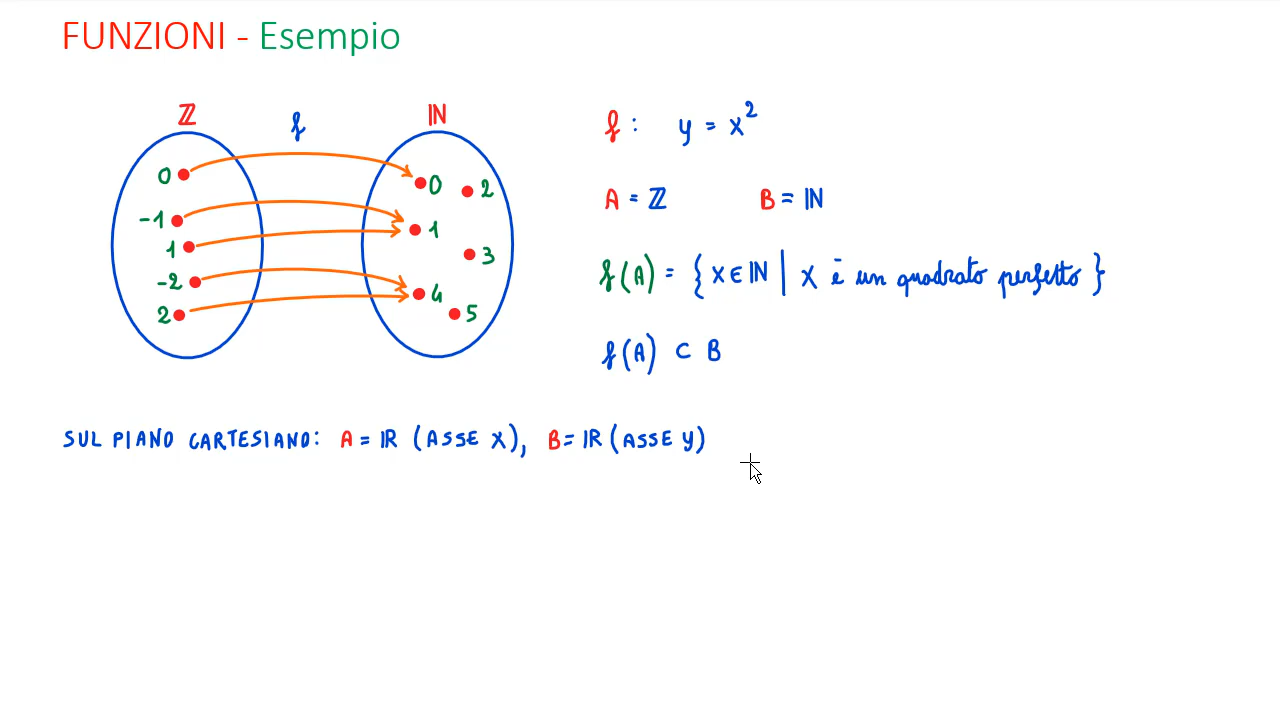 FUNZIONI - Esempio
ℤ f ℕ
0 0 2
-1 1
1 3
-2 4
2 5
f: y = x²
A = ℤ B = ℕ
f(A) = { x ∈ ℕ | x è un quadrato perfetto }
f(A) ⊂ B
SUL PIANO CARTESIANO: A = ℝ (ASSE X), B = ℝ (ASSE Y)